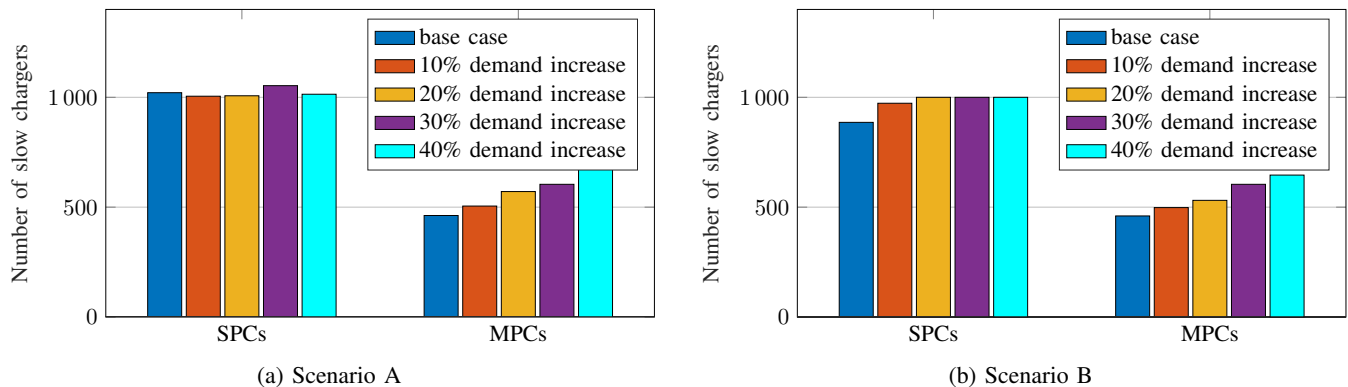 Number of slow chargers
1 000
500
0
base case
10% demand increase
20% demand increase
30% demand increase
40% demand increase
SPCs
MPCs
(a) Scenario A
Number of slow chargers
1 000
500
0
base case
10% demand increase
20% demand increase
30% demand increase
40% demand increase
SPCs
MPCs
(b) Scenario B